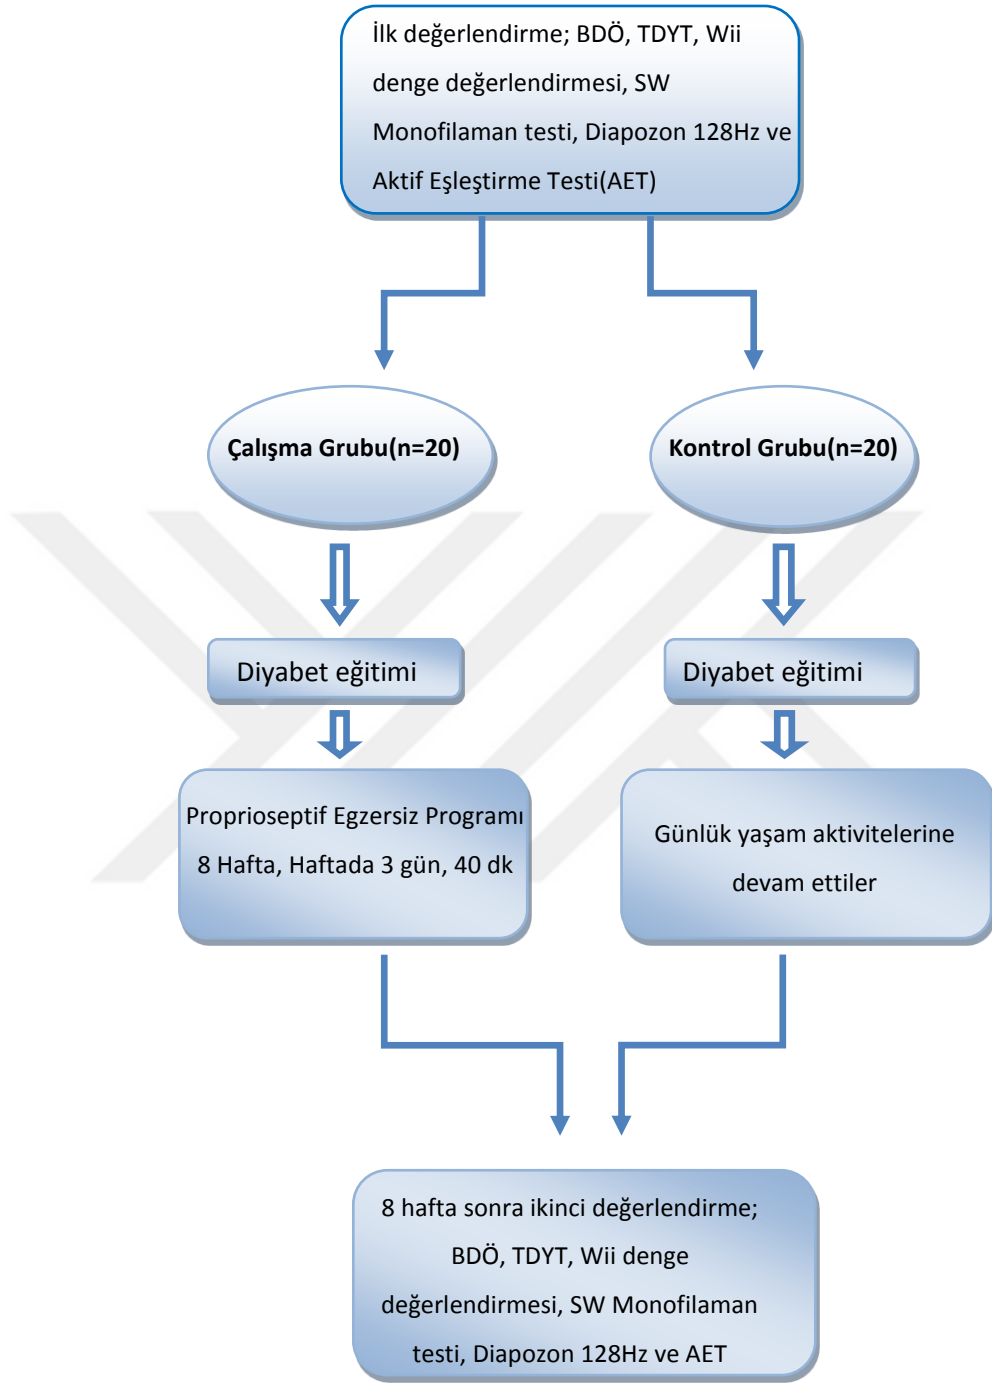 İlk değerlendirme; BDÖ, TDYT, Wii
denge değerlendirmesi, SW
Monofilaman testi, Diapozon 128Hz ve
Aktif Eşleştirme Testi(AET)
Çalışma Grubu(n=20)
Kontrol Grubu(n=20)
Diyabet eğitimi
Diyabet eğitimi
Proprioseptif Egzersiz Programı
8 Hafta, Haftada 3 gün, 40 dk
Günlük yaşam aktivitelerine
devam ettiler
8 hafta sonra ikinci değerlendirme;
BDÖ, TDYT, Wii denge
değerlendirmesi, SW Monofilaman
testi, Diapozon 128Hz ve AET